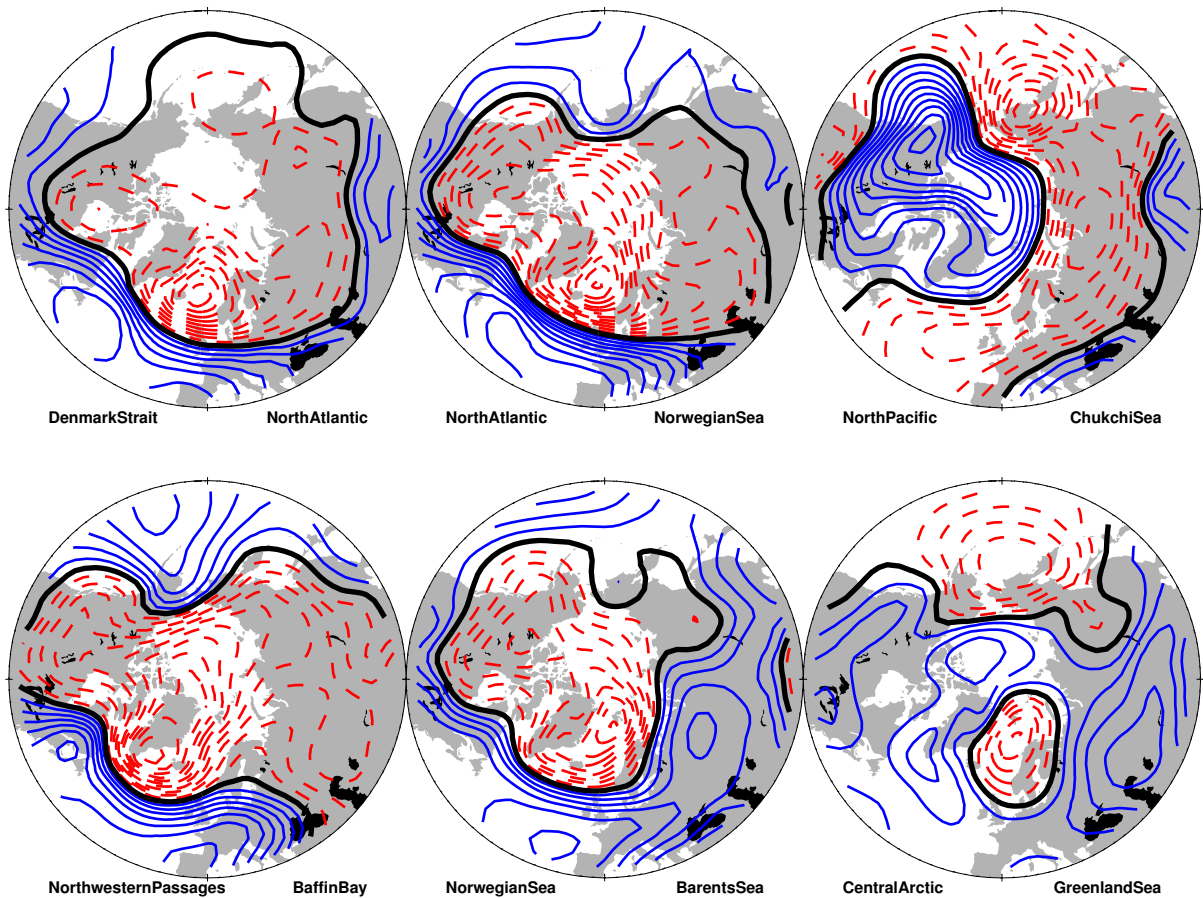 DenmarkStrait NorthAtlantic
NorthAtlantic NorwegianSea
NorthPacific ChukchiSea
NorthwesternPassages BaffinBay
NorwegianSea BarentsSea
CentralArctic GreenlandSea